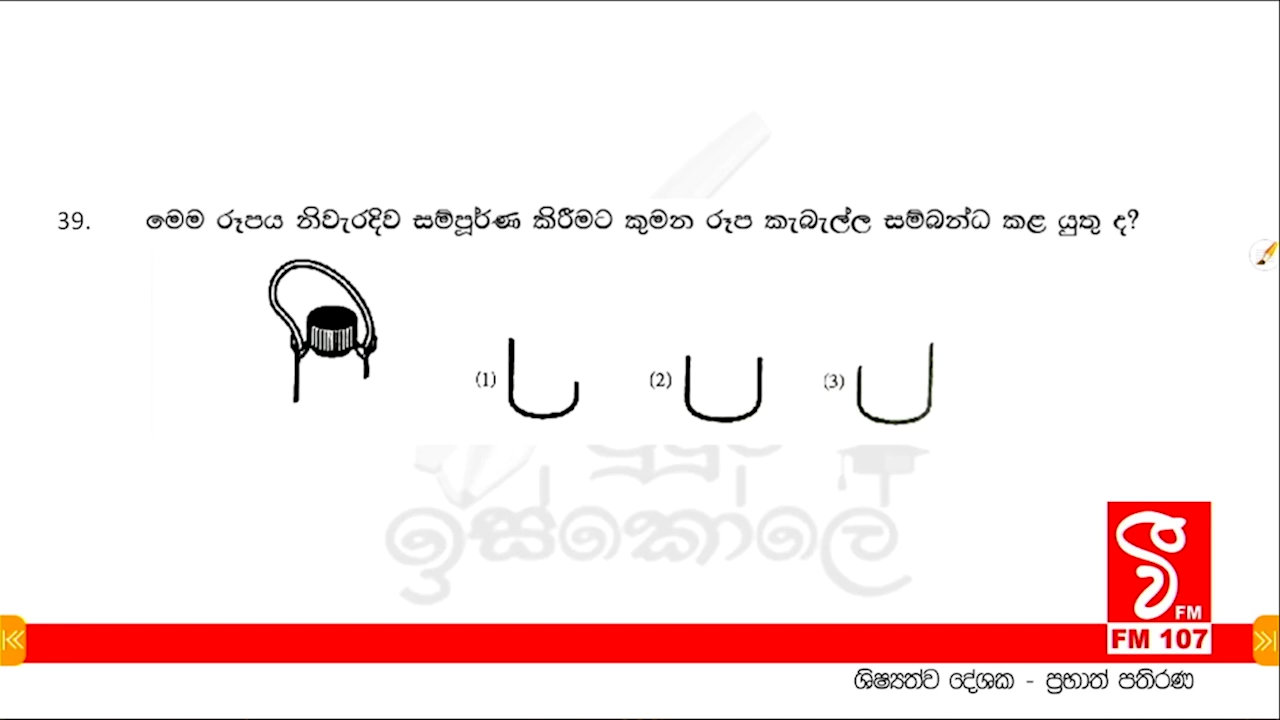 39. මෙම රූපය නිවැරදිව සම්පූර්ණ කිරීමට කුමන රූප කැබැල්ල සම්බන්ධ කළ යුතු ද?
(1) (2) (3)
ඉස්කෝලෙ
FM
FM 107
ශිෂ්‍යත්ව දේශක - ප්‍රභාත් පතිරණ